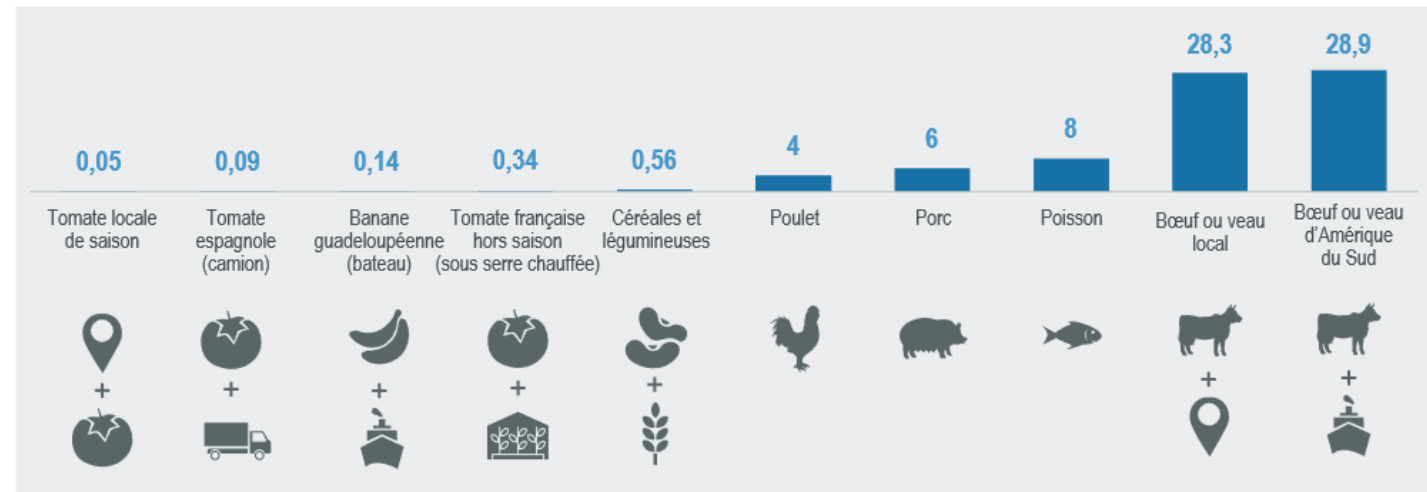 0,05
0,09
0,14
0,34
0,56
4
6
8
28,3
28,9
Tomate locale
de saison
Tomate
espagnole
(camion)
Banane
guadeloupéenne
(bateau)
Tomate française
hors saison
(sous serre chauffée)
Céréales et
légumineuses
Poulet
Porc
Poisson
Bœuf ou veau
local
Bœuf ou veau
d'Amérique
du Sud
+
+
+
+
+
+
+